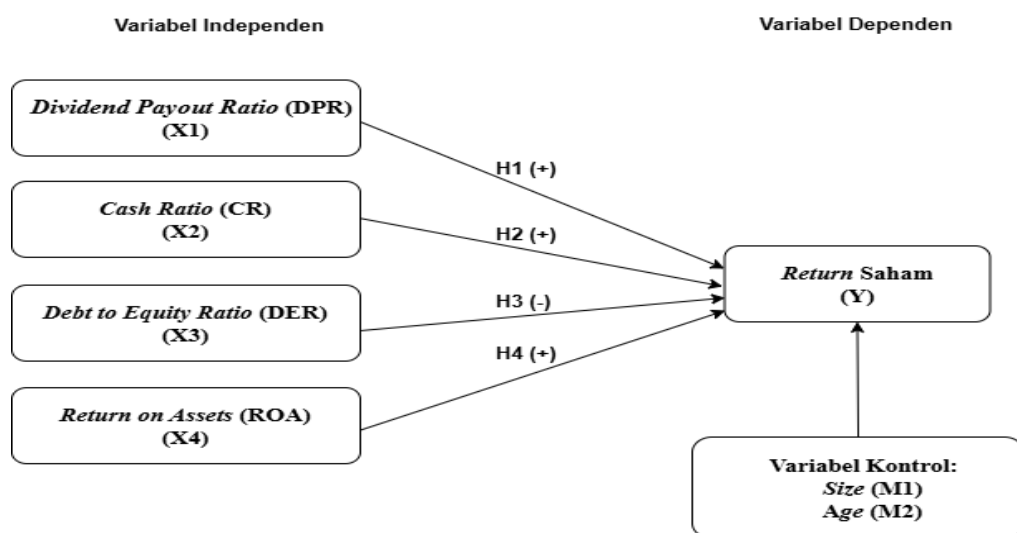 Variabel Independen
Variabel Dependen
Dividend Payout Ratio (DPR)
(X1)
H1 (+)
Cash Ratio (CR)
(X2)
H2 (+)
Return Saham
(Y)
Debt to Equity Ratio (DER)
(X3)
H3 (-)
H4 (+)
Return on Assets (ROA)
(X4)
Variabel Kontrol:
Size (M1)
Age (M2)